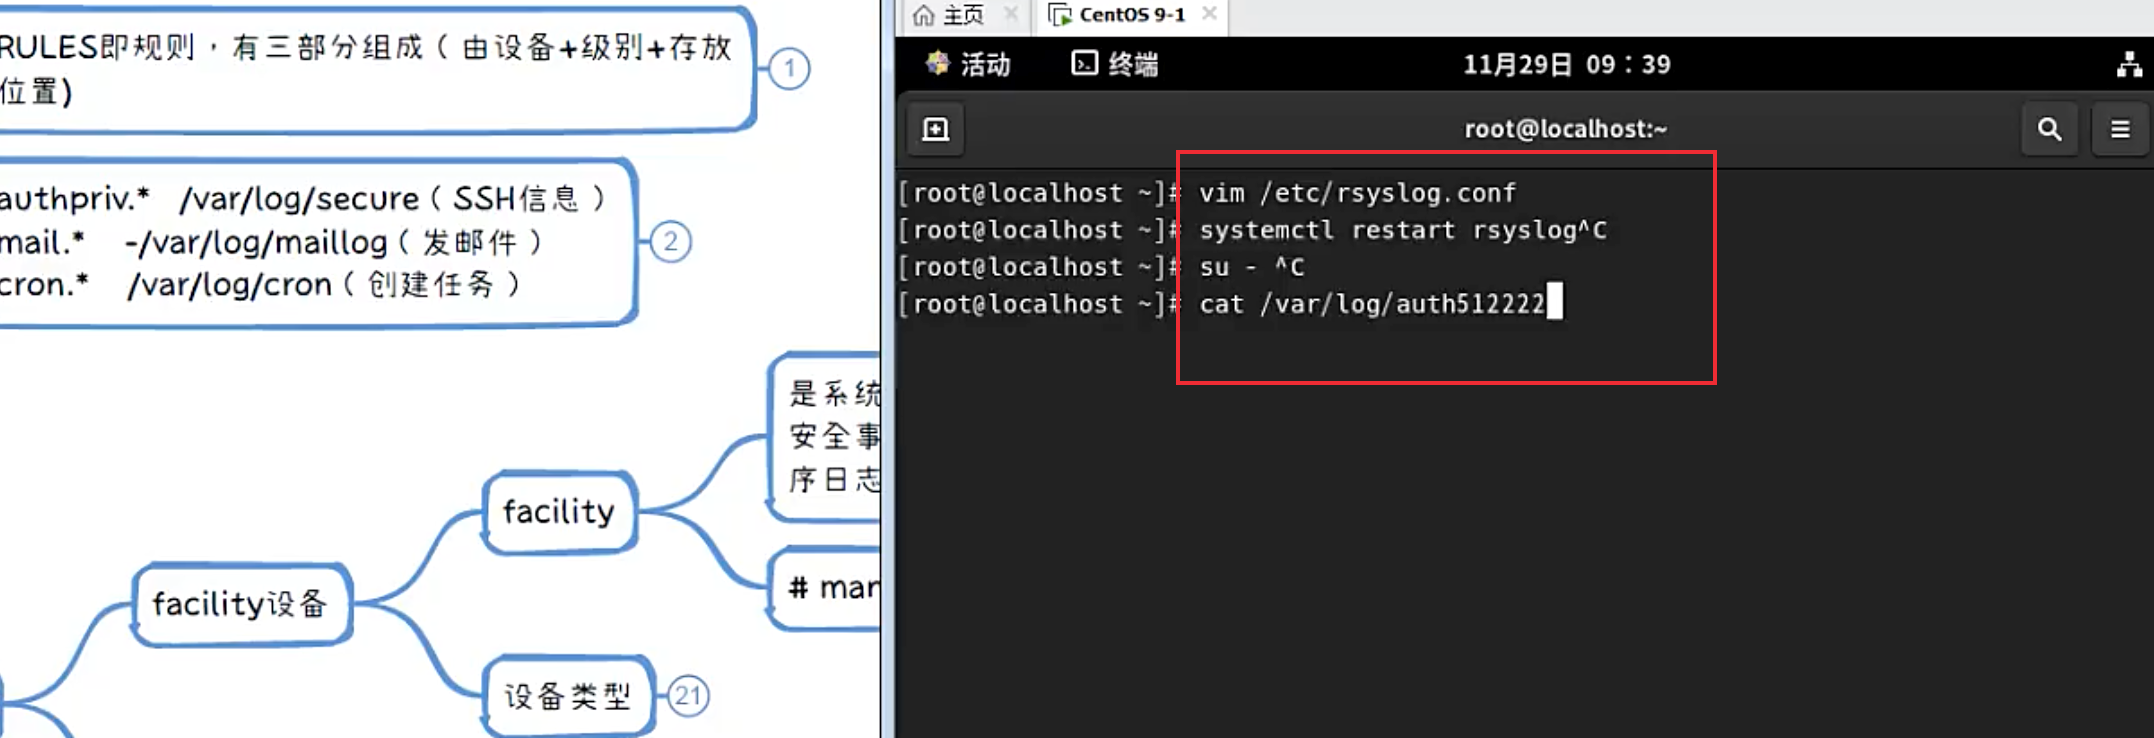 RULES即规则，有三部分组成（由设备+级别+存放
位置)
1
authpriv.* /var/log/secure（SSH信息）
mail.* -/var/log/maillog（发邮件）
cron.* /var/log/cron（创建任务）
2
是系统
安全事
序日志
facility
# mar
facility设备
设备类型
21
主页
CentOS 9-1
活动
终端
11月29日 09：39
root@localhost:~
[root@localhost ~]# vim /etc/rsyslog.conf
[root@localhost ~]# systemctl restart rsyslog^C
[root@localhost ~]# su - ^C
[root@localhost ~]# cat /var/log/auth512222